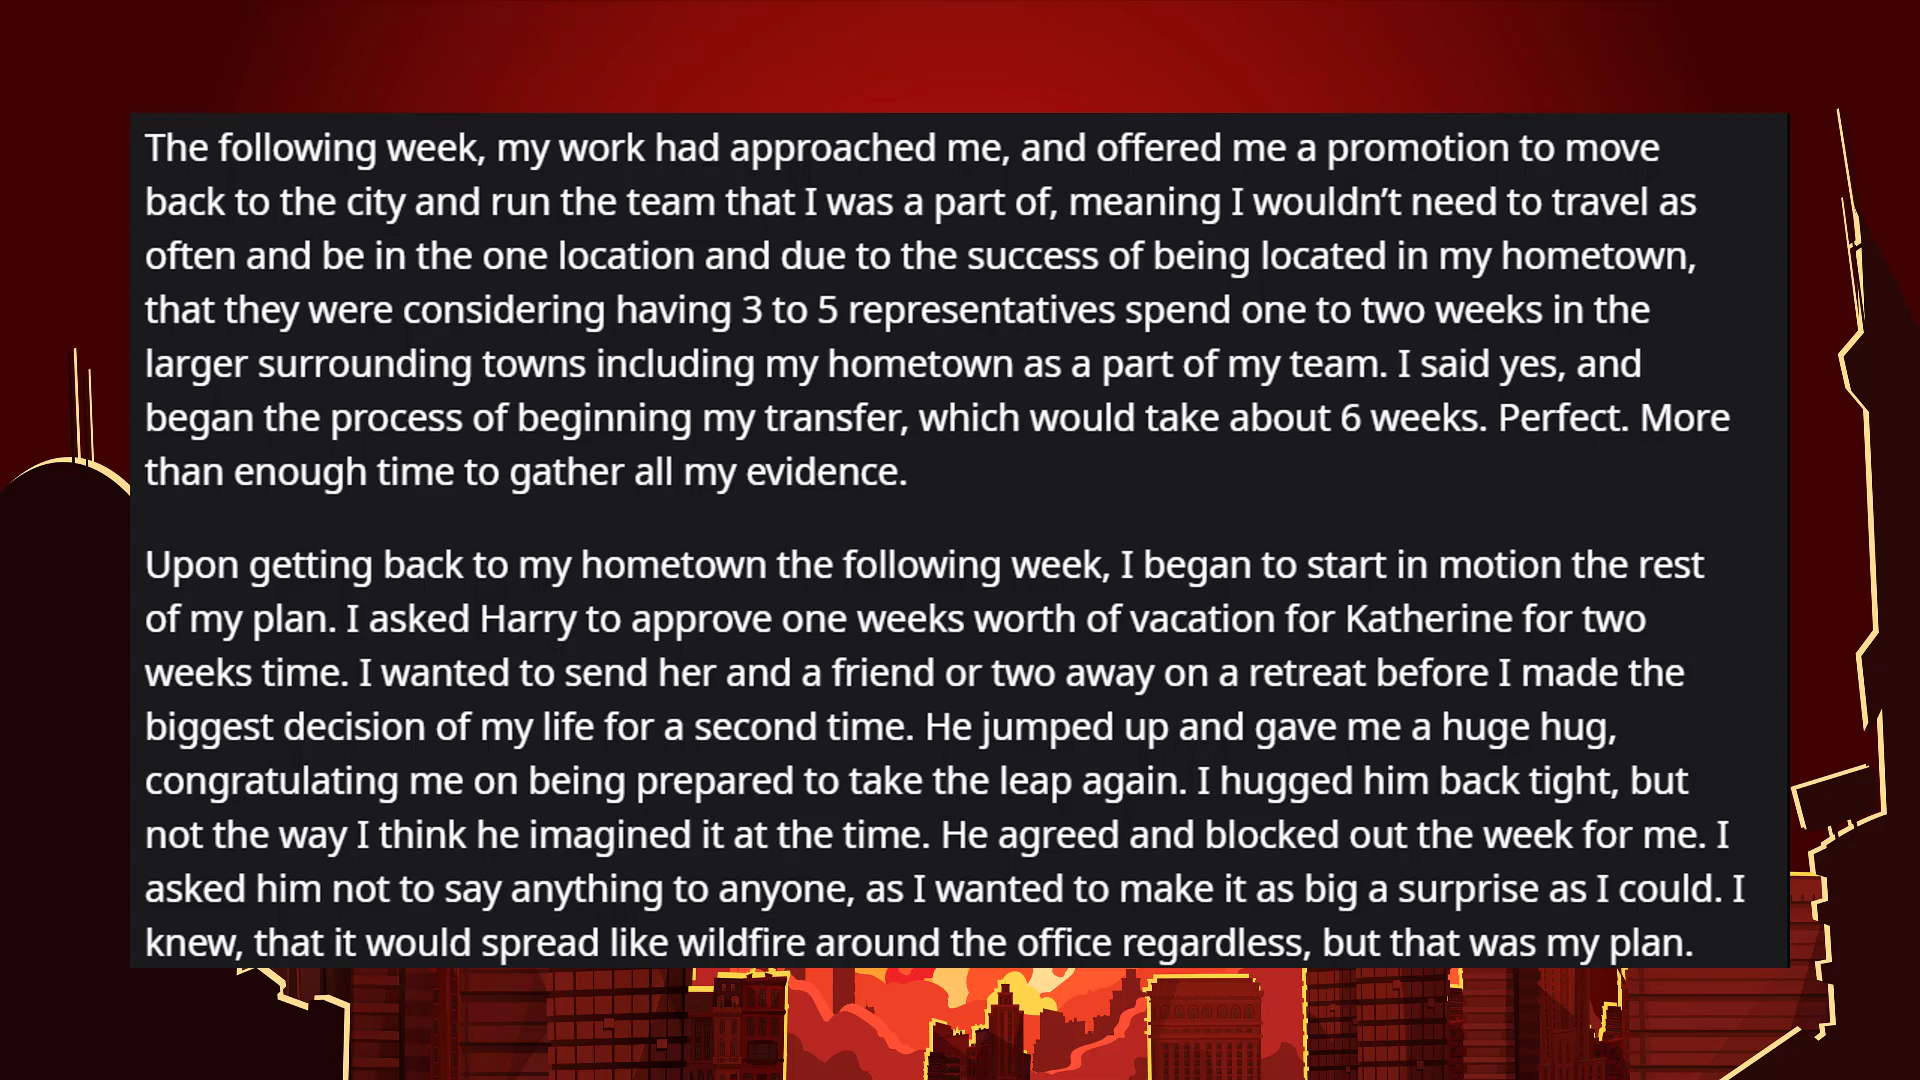 The following week, my work had approached me, and offered me a promotion to move
back to the city and run the team that I was a part of, meaning I wouldn’t need to travel as
often and be in the one location and due to the success of being located in my hometown,
that they were considering having 3 to 5 representatives spend one to two weeks in the
larger surrounding towns including my hometown as a part of my team. I said yes, and
began the process of beginning my transfer, which would take about 6 weeks. Perfect. More
than enough time to gather all my evidence.
Upon getting back to my hometown the following week, I began to start in motion the rest
of my plan. I asked Harry to approve one weeks worth of vacation for Katherine for two
weeks time. I wanted to send her and a friend or two away on a retreat before I made the
biggest decision of my life for a second time. He jumped up and gave me a huge hug,
congratulating me on being prepared to take the leap again. I hugged him back tight, but
not the way I think he imagined it at the time. He agreed and blocked out the week for me. I
asked him not to say anything to anyone, as I wanted to make it as big a surprise as I could. I
knew, that it would spread like wildfire around the office regardless, but that was my plan.